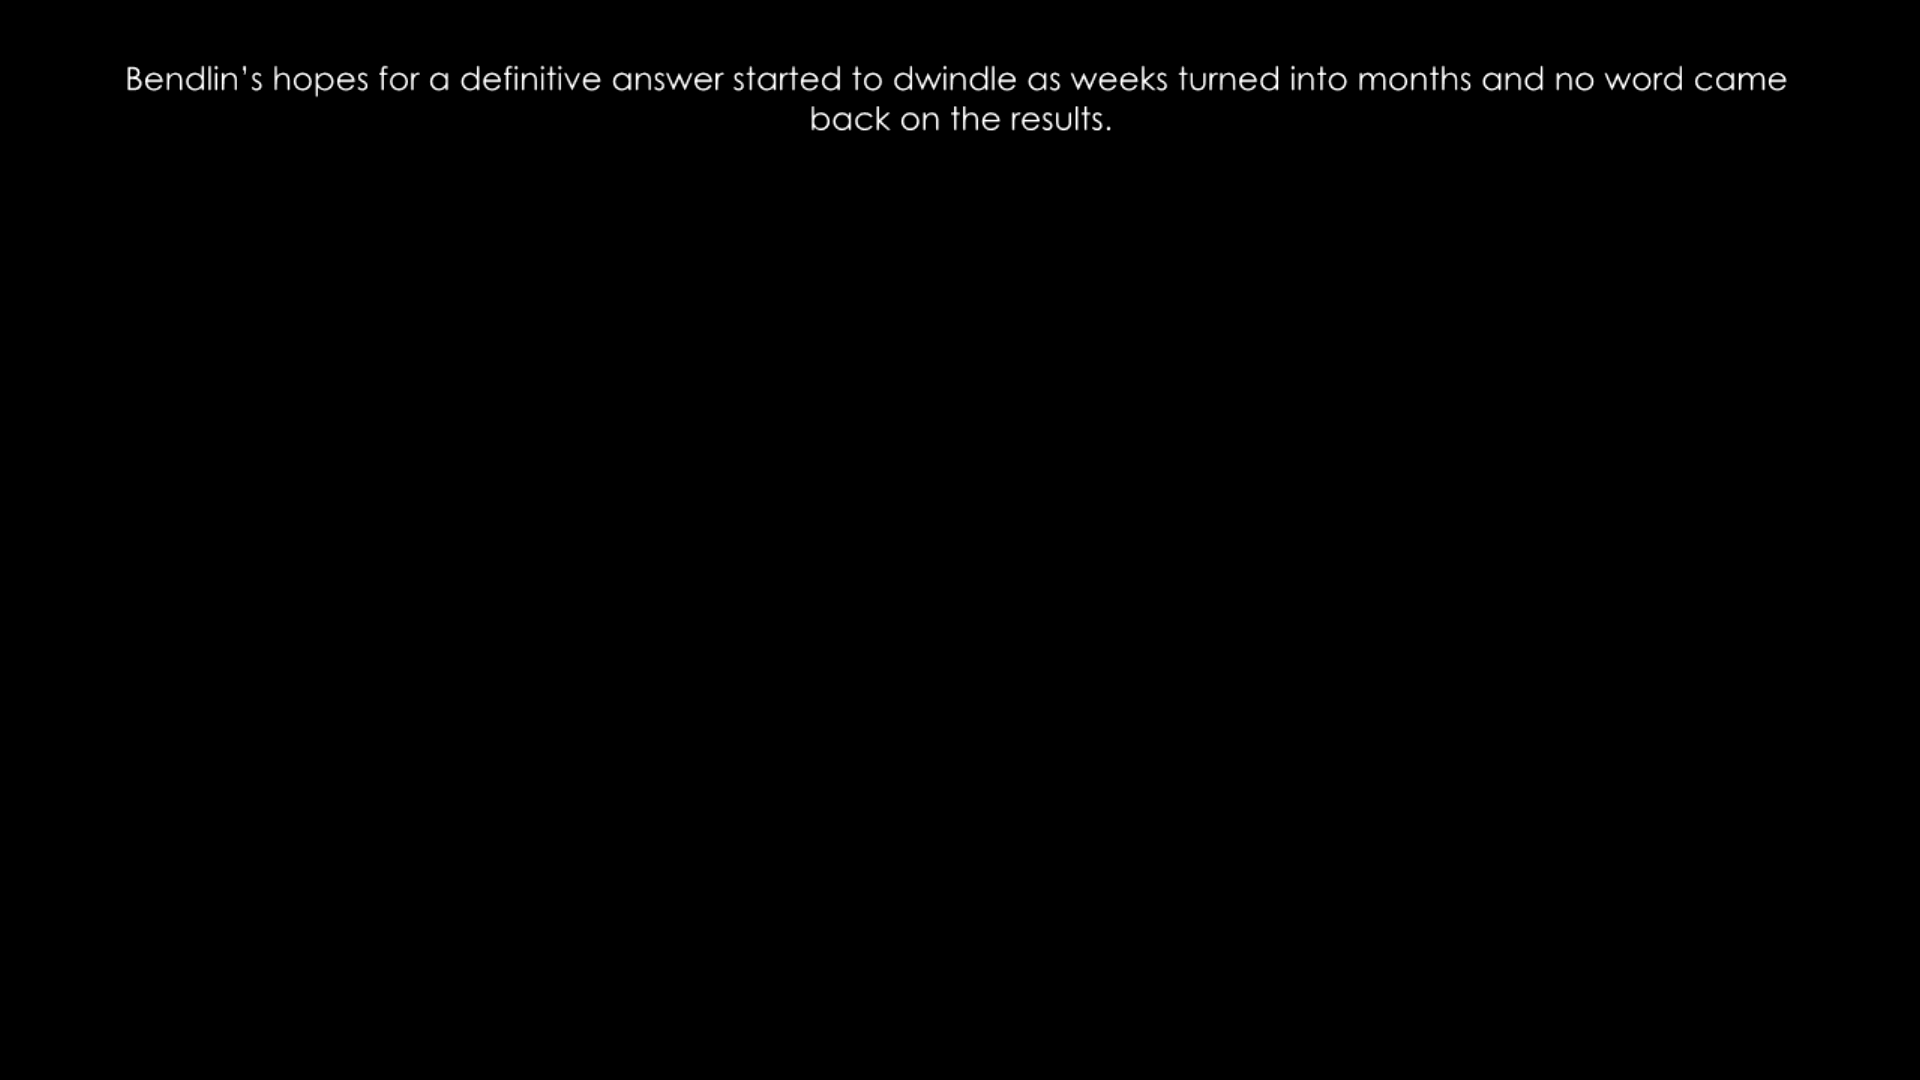 Bendlin’s hopes for a definitive answer started to dwindle as weeks turned into months and no word came
back on the results.